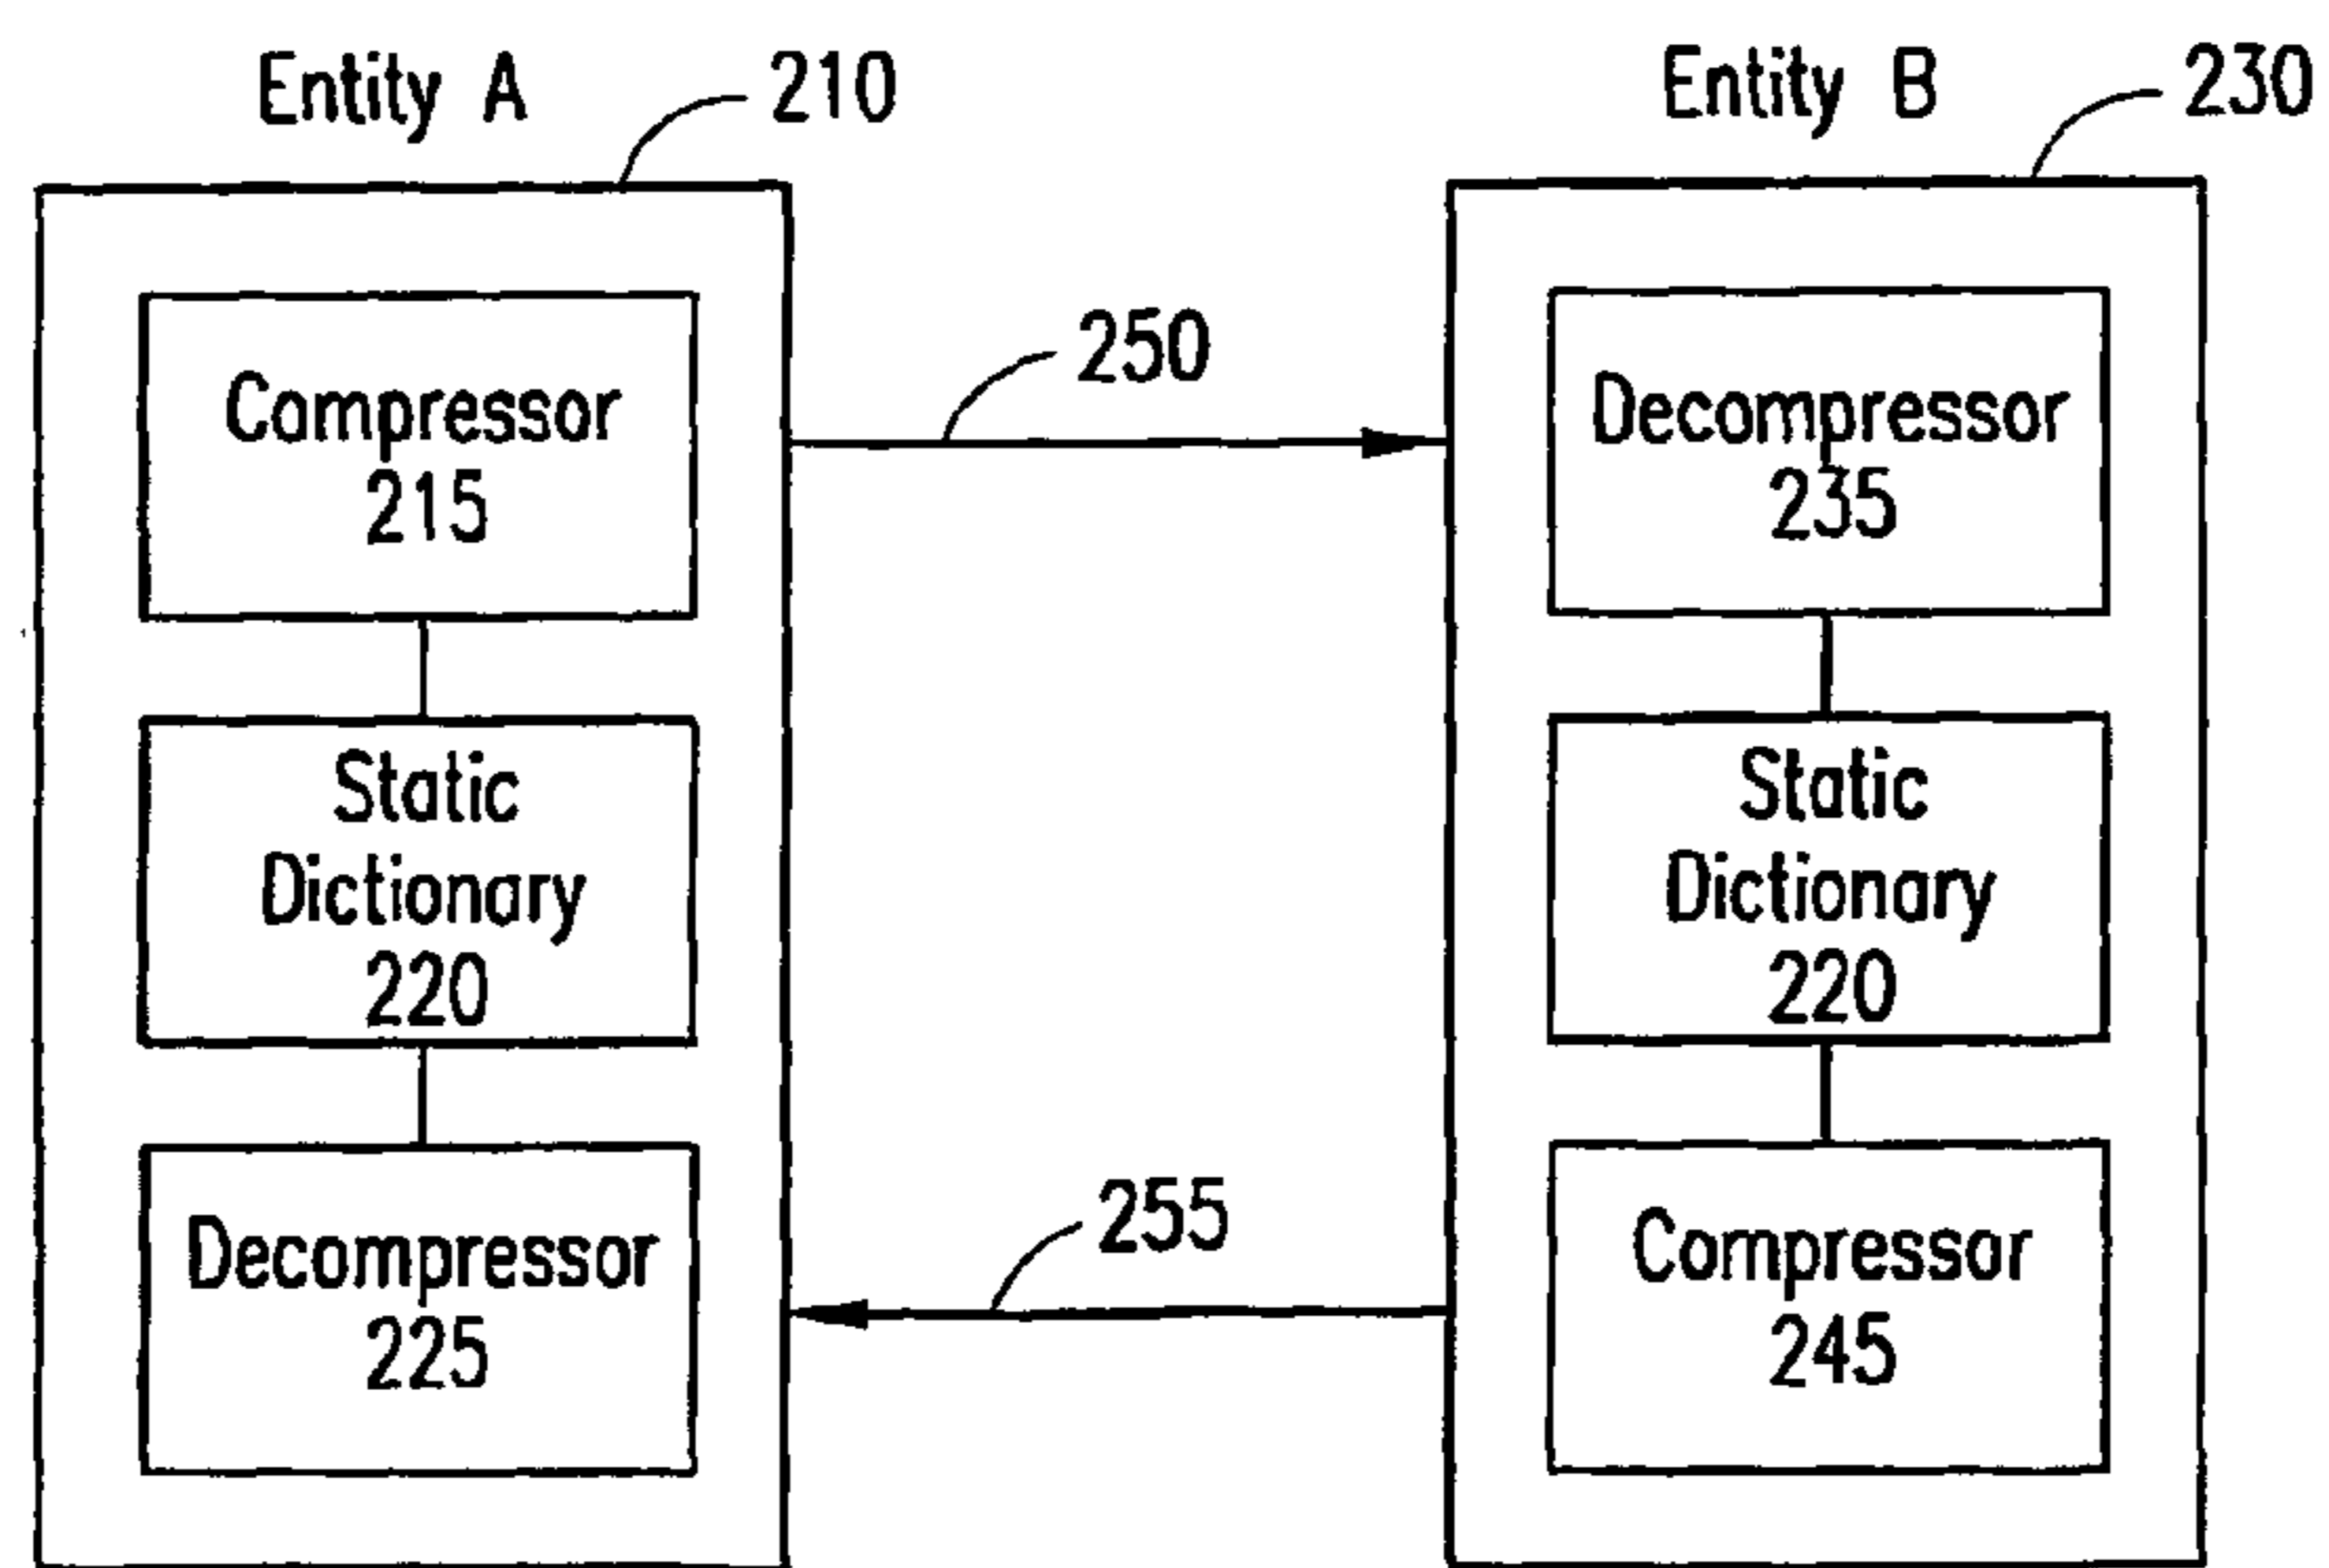 Entity A
210
Entity B
230
Compressor
215
250
Decompressor
235
Static
Dictionary
220
Static
Dictionary
220
Decompressor
225
255
Compressor
245